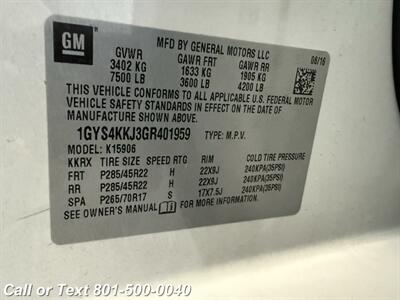 GM
MFD BY GENERAL MOTORS LLC
08/16
GVWR GAWR FRT GAWR RR
3402 KG 1633 KG 1905 KG
7500 LB 3600 LB 4200 LB
THIS VEHICLE CONFORMS TO ALL APPLICABLE U.S. FEDERAL MOTOR
VEHICLE SAFETY STANDARDS IN EFFECT ON THE DATE OF
MANUFACTURE SHOWN ABOVE.
1GYS4KKJ3GR401959 TYPE: M.P.V.
MODEL: K15906
KKRX TIRE SIZE SPEED RTG RIM COLD TIRE PRESSURE
FRT P285/45R22 H 22X9J 240KPA(35PSI)
RR P285/45R22 H 22X9J 240KPA(35PSI)
SPA P265/70R17 S 17X7.5J 240KPA(35PSI)
SEE OWNER'S MANUAL FOR MORE INFORMATION.
Call or Text 801-500-0040